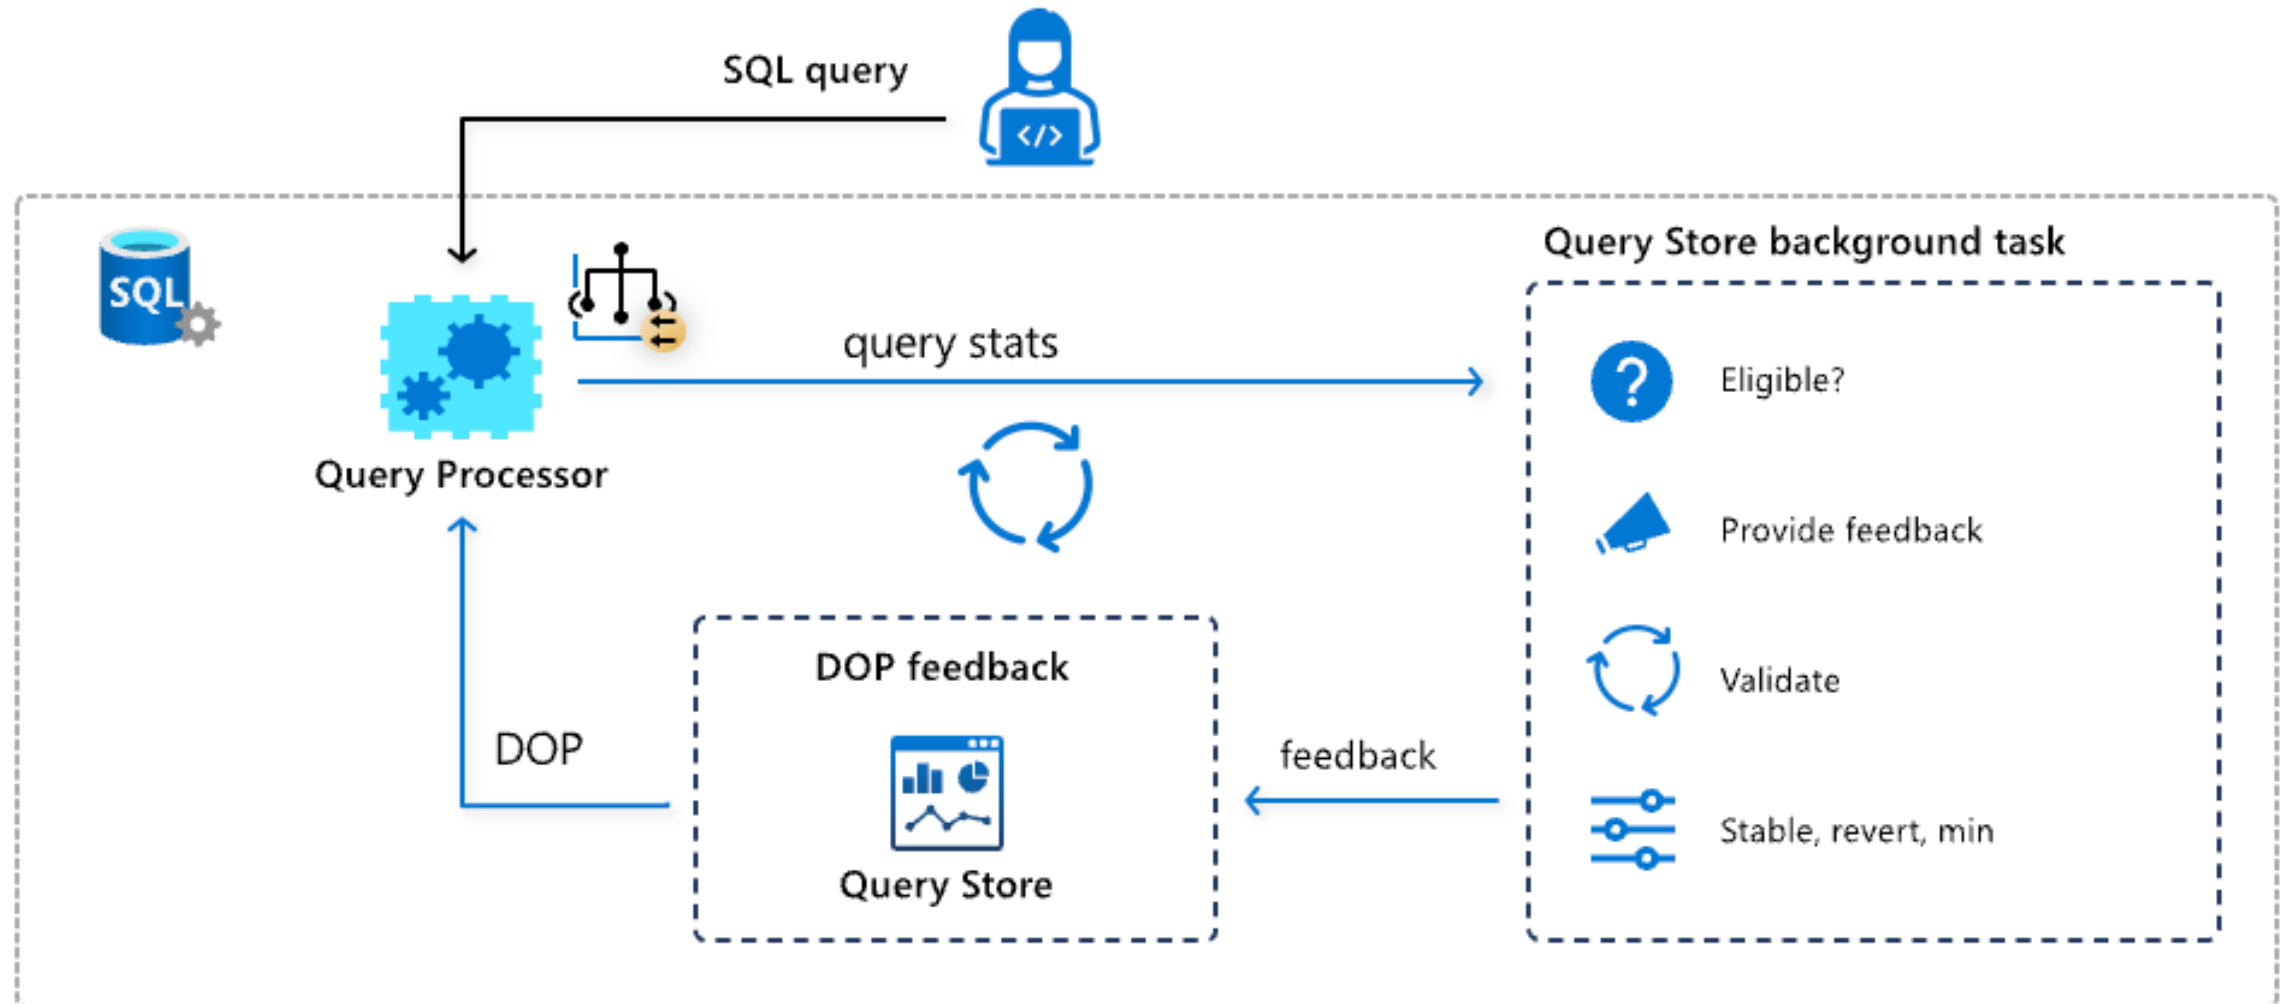 SQL query
</>
SQL
Query Store background task
query stats
Eligible?
Query Processor
Provide feedback
DOP feedback
Validate
DOP
feedback
Stable, revert, min
Query Store